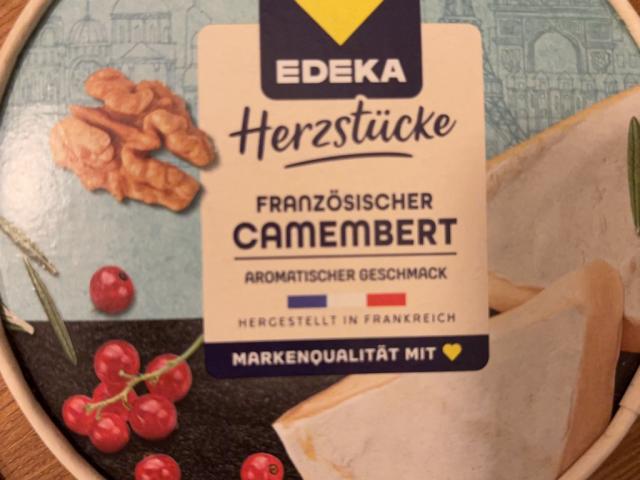 EDEKA
Herzstücke
FRANZÖSISCHER
CAMEMBERT
AROMATISCHER GESCHMACK
HERGESTELLT IN FRANKREICH
MARKENQUALITÄT MIT